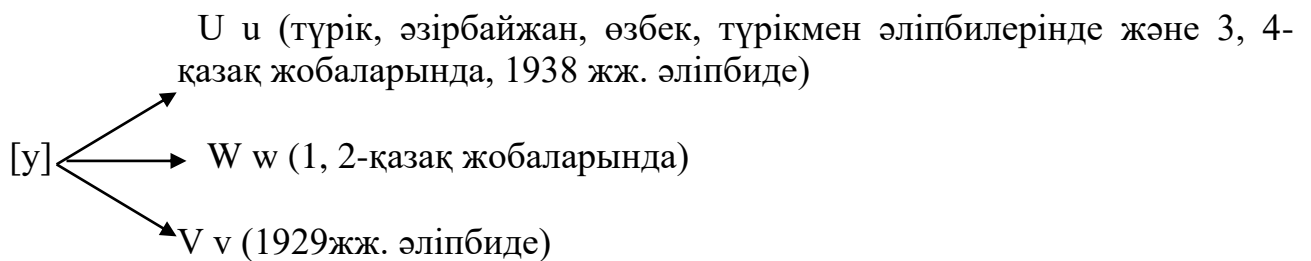 U u (түрік, әзірбайжан, өзбек, түрікмен әліпбилерінде және 3, 4-
қазақ жобаларында, 1938 жж. әліпбиде)
[у] W w (1, 2-қазақ жобаларында)
V v (1929жж. әліпбиде)